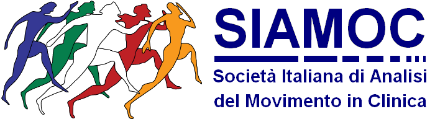 SIAMOC
Società Italiana di Analisi
del Movimento in Clinica